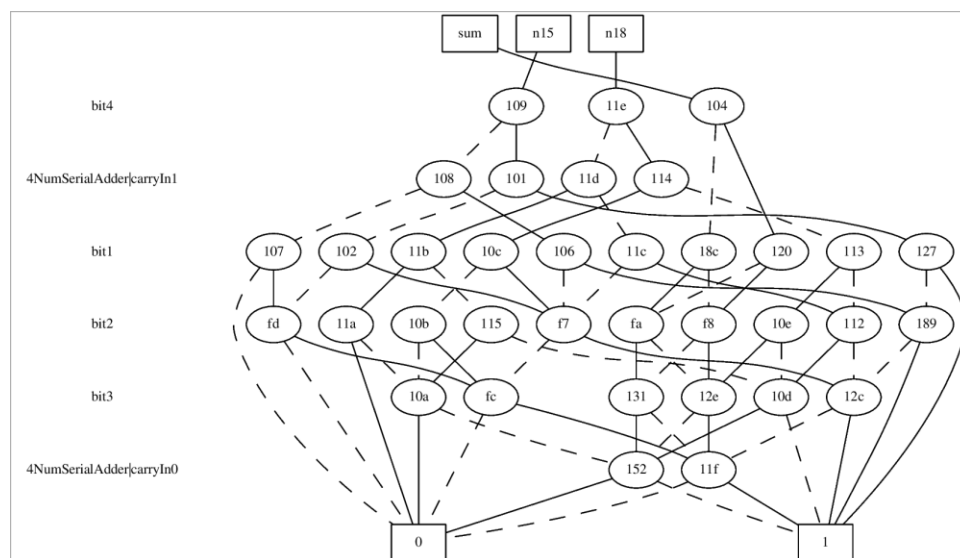 sum n15 n18
bit4 109 11e 104
4NumSerialAdder|carryIn1 108 101 11d 114
bit1 107 102 11b 10c 106 11c 18c 120 113 127
bit2 fd 11a 10b 115 f7 fa f8 10e 112 189
bit3 10a fc 131 12e 10d 12c
4NumSerialAdder|carryIn0 152 11f
0 1